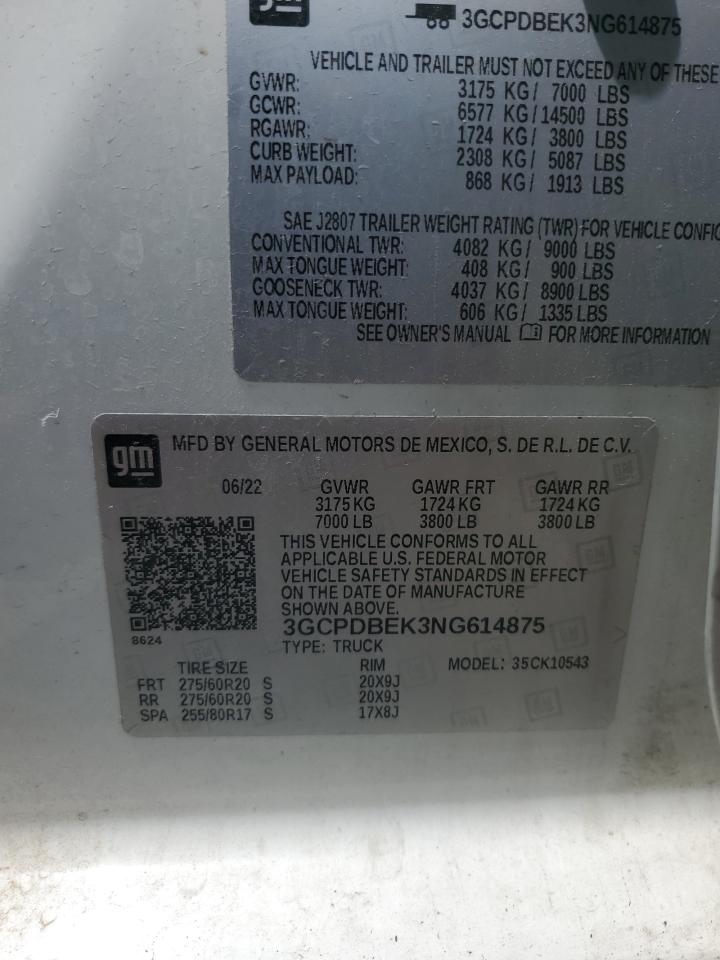 gm 3GCPDBEK3NG614875
VEHICLE AND TRAILER MUST NOT EXCEED ANY OF THESE
GVWR: 3175 KG/ 7000 LBS
GCWR: 6577 KG/14500 LBS
RGAWR: 1724 KG/ 3800 LBS
CURB WEIGHT: 2308 KG/ 5087 LBS
MAX PAYLOAD: 868 KG/ 1913 LBS
SAE J2807 TRAILER WEIGHT RATING (TWR) FOR VEHICLE CONFIG
CONVENTIONAL TWR: 4082 KG/ 9000 LBS
MAX TONGUE WEIGHT: 408 KG/ 900 LBS
GOOSENECK TWR: 4037 KG/ 8900 LBS
MAX TONGUE WEIGHT: 606 KG/ 1335 LBS
SEE OWNER'S MANUAL FOR MORE INFORMATION
gm MFD BY GENERAL MOTORS DE MEXICO, S. DE R.L. DE C.V.
06/22 GVWR GAWR FRT GAWR RR
3175 KG 1724 KG 1724 KG
7000 LB 3800 LB 3800 LB
THIS VEHICLE CONFORMS TO ALL
APPLICABLE U.S. FEDERAL MOTOR
VEHICLE SAFETY STANDARDS IN EFFECT
ON THE DATE OF MANUFACTURE
SHOWN ABOVE.
3GCPDBEK3NG614875
8624
TYPE: TRUCK
TIRE SIZE RIM MODEL: 35CK10543
FRT 275/60R20 S 20X9J
RR 275/60R20 S 20X9J
SPA 255/80R17 S 17X8J